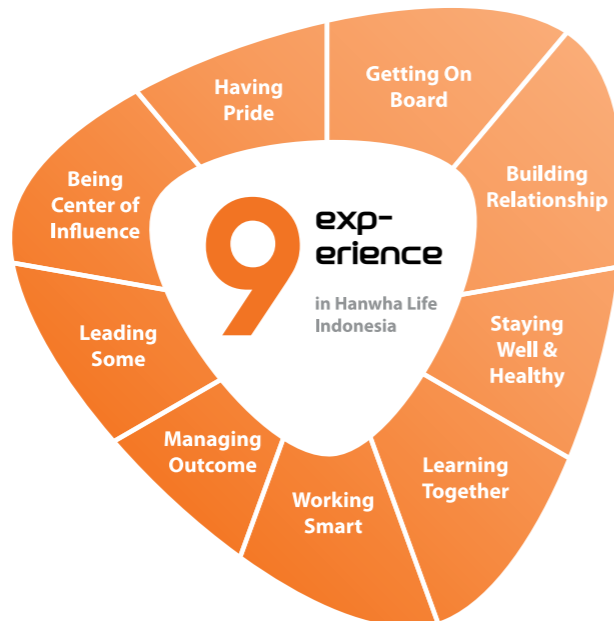 Getting On
Board
Building
Relationship
Staying
Well &
Healthy
Learning
Together
Working
Smart
Managing
Outcome
Leading
Some
Being
Center of
Influence
Having
Pride
9
exp-
erience
in Hanwha Life
Indonesia